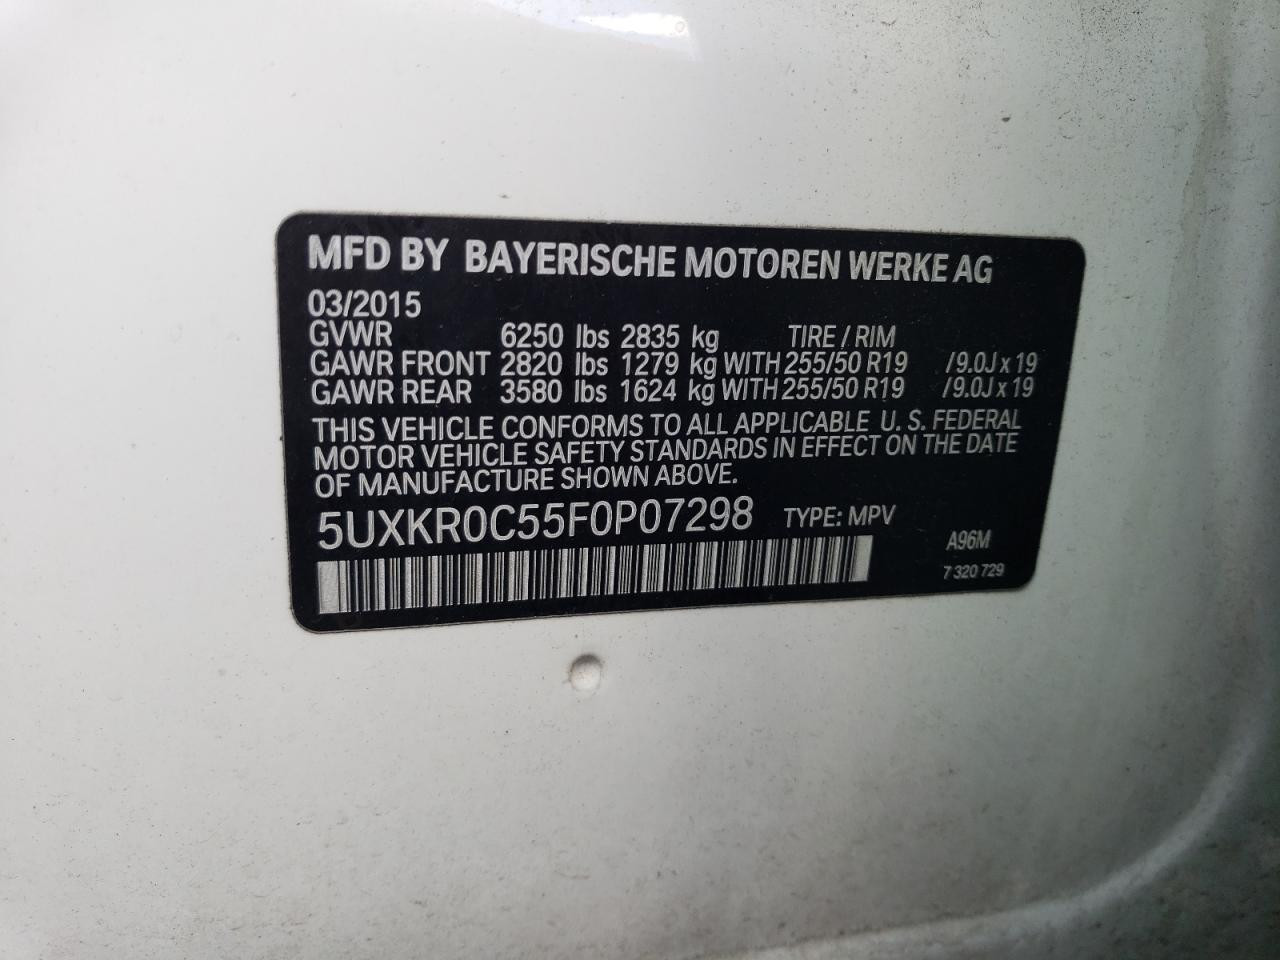 MFD BY BAYERISCHE MOTOREN WERKE AG
03/2015
GVWR 6250 lbs 2835 kg TIRE / RIM
GAWR FRONT 2820 lbs 1279 kg WITH 255/50 R19 /9.0J x 19
GAWR REAR 3580 lbs 1624 kg WITH 255/50 R19 /9.0J x 19
THIS VEHICLE CONFORMS TO ALL APPLICABLE U. S. FEDERAL
MOTOR VEHICLE SAFETY STANDARDS IN EFFECT ON THE DATE
OF MANUFACTURE SHOWN ABOVE.
5UXKR0C55F0P07298 TYPE: MPV
A96M
7 320 729